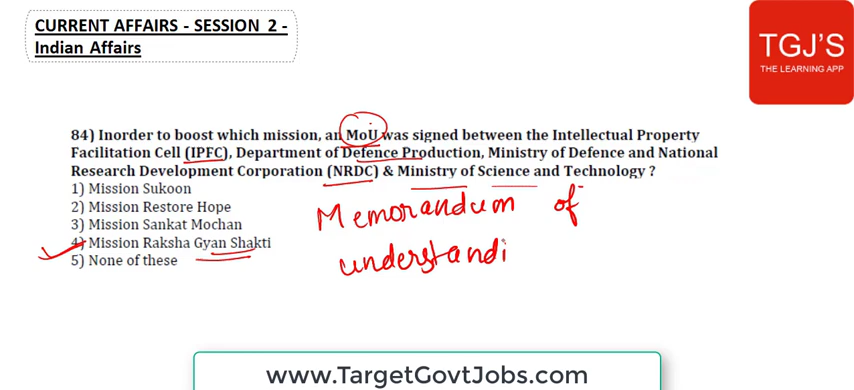 CURRENT AFFAIRS - SESSION 2 -
Indian Affairs
TGJ'S
THE LEARNING APP
84) Inorder to boost which mission, an MoU was signed between the Intellectual Property
Facilitation Cell (IPFC), Department of Defence Production, Ministry of Defence and National
Research Development Corporation (NRDC) & Ministry of Science and Technology ?
1) Mission Sukoon
2) Mission Restore Hope
3) Mission Sankat Mochan
4) Mission Raksha Gyan Shakti
5) None of these
Memorandum of
understandi
www.TargetGovtJobs.com